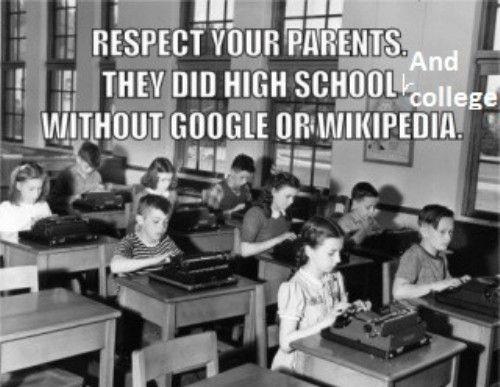 RESPECT YOUR PARENTS.
THEY DID HIGH SCHOOL And college
WITHOUT GOOGLE OR WIKIPEDIA.